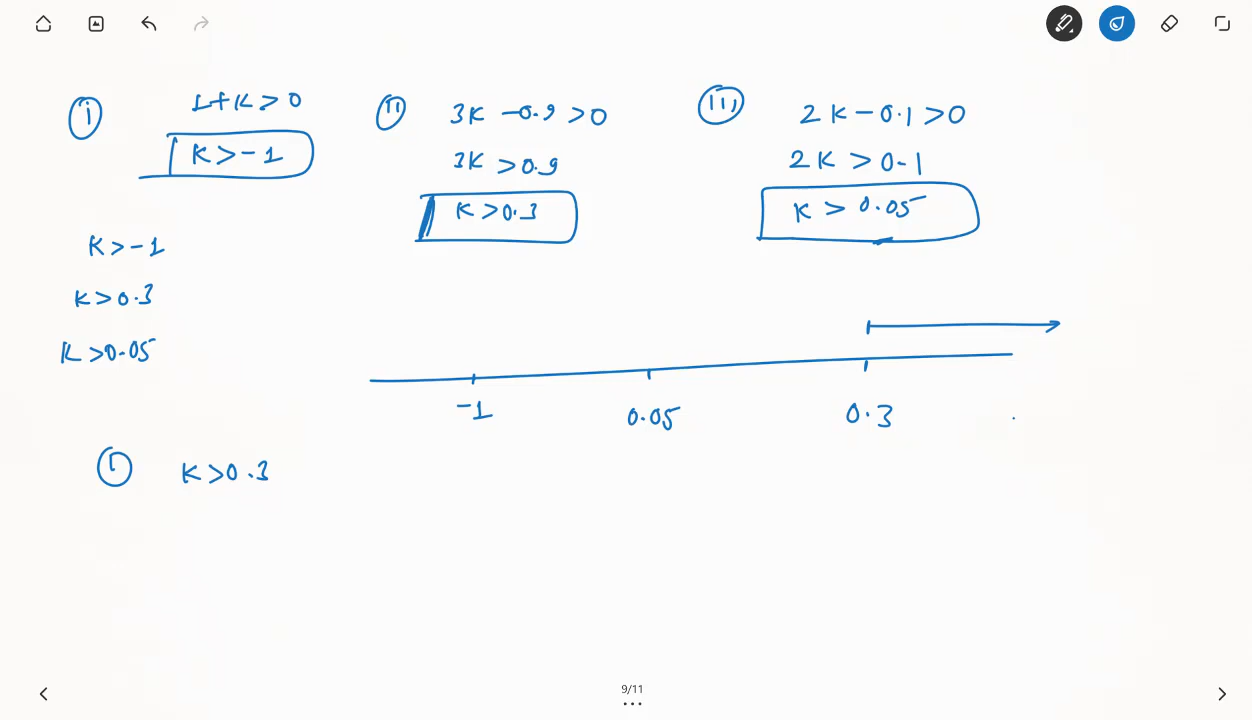 i
1+K > 0
K > -1
ii
3K -0.9 > 0
3K > 0.9
K > 0.3
iii
2K - 0.1 > 0
2K > 0.1
K > 0.05
K > -1
K > 0.3
K > 0.05
-1 0.05 0.3
K > 0.3
9/11